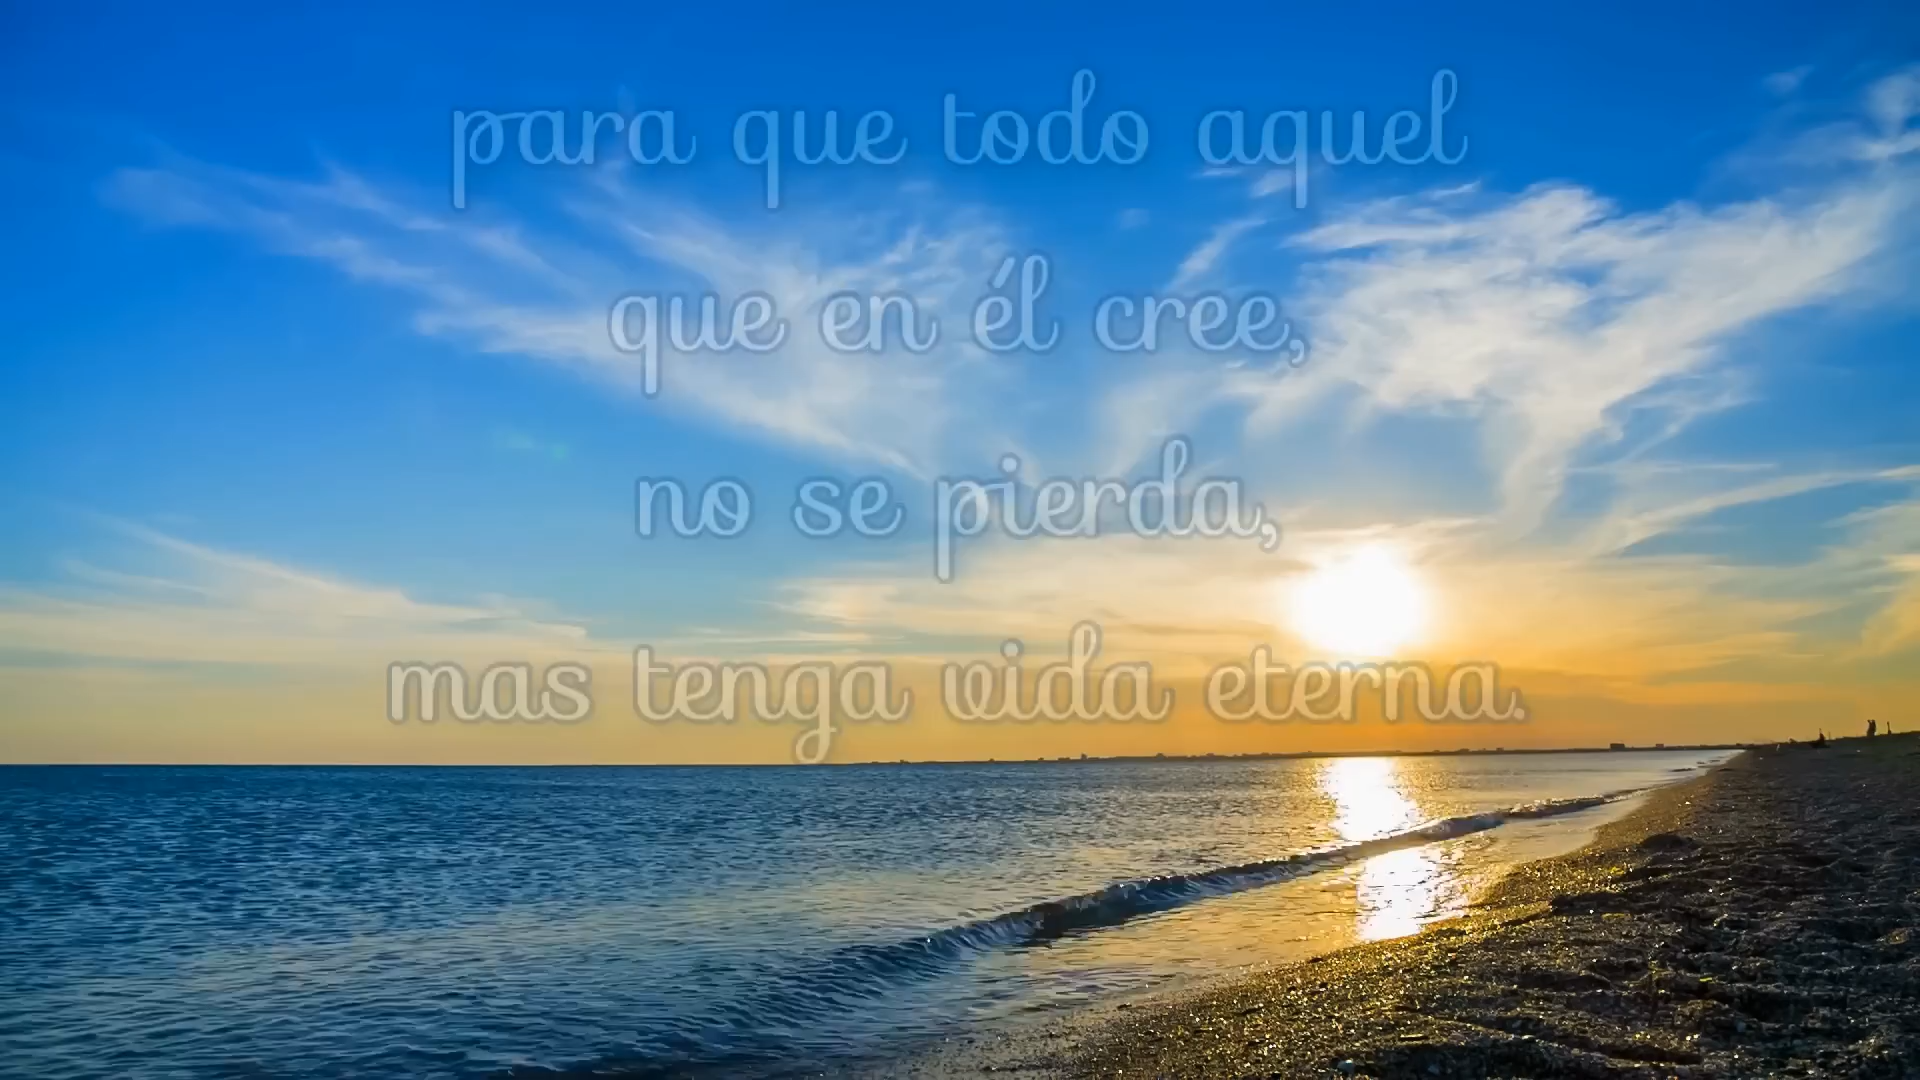 para que todo aquel
que en él cree,
no se pierda,
mas tenga vida eterna.